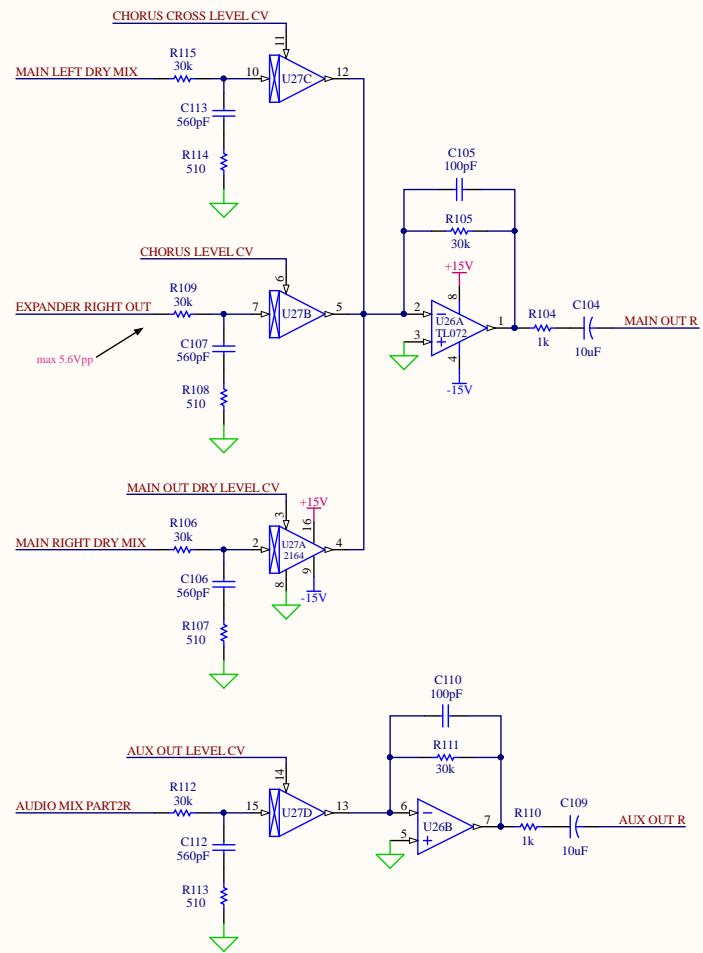 CHORUS CROSS LEVEL CV
11
R115
30k
MAIN LEFT DRY MIX
10
U27C
12
C113
560pF
R114
510
C105
100pF
R105
30k
CHORUS LEVEL CV
6
R109
30k
EXPANDER RIGHT OUT
7
U27B
5
max 5.6Vpp
C107
560pF
R108
510
+15V
8
2
U26A
TL072
3
1
4
-15V
R104
1k
C104
10uF
MAIN OUT R
MAIN OUT DRY LEVEL CV
3
+15V
16
R106
30k
MAIN RIGHT DRY MIX
2
U27A
2164
4
8
9
-15V
C106
560pF
R107
510
C110
100pF
R111
30k
AUX OUT LEVEL CV
14
R112
30k
AUDIO MIX PART2R
15
U27D
13
6
5
U26B
7
R110
1k
C109
10uF
AUX OUT R
C112
560pF
R113
510